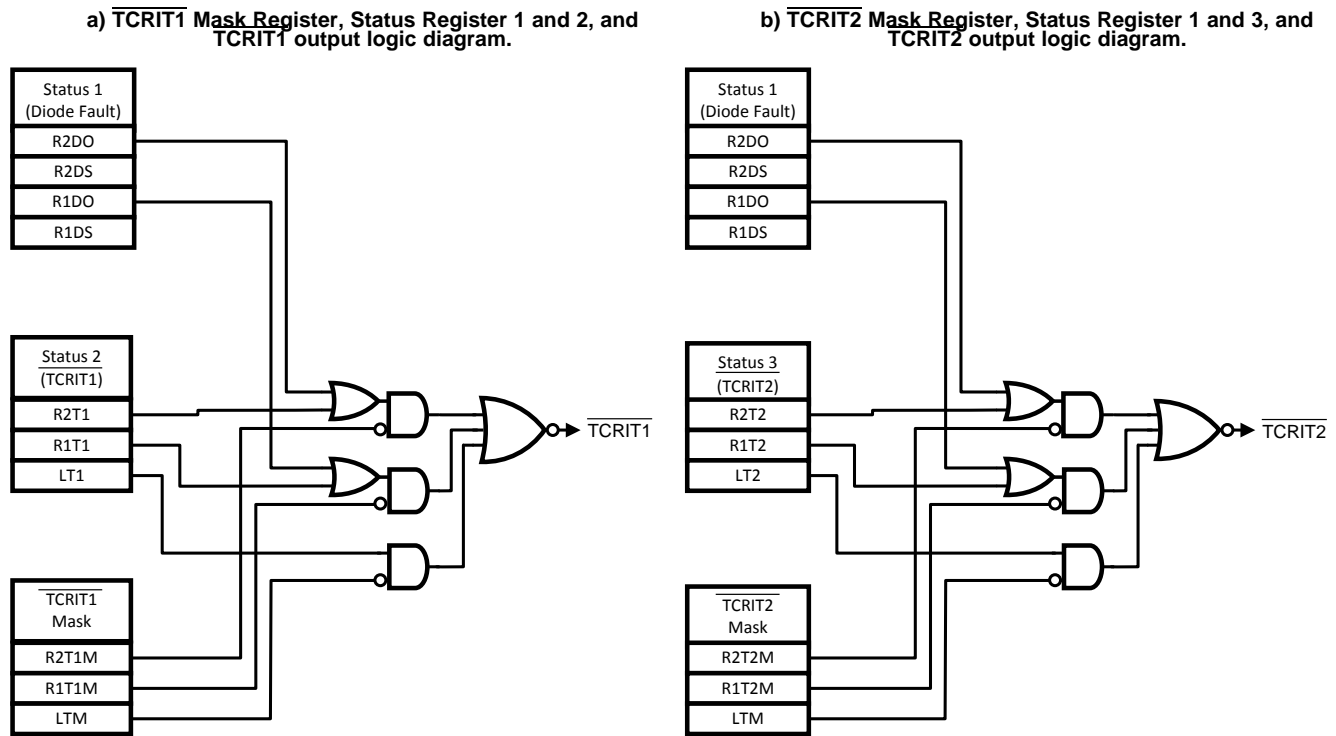 a) TCRIT1 Mask Register, Status Register 1 and 2, and
TCRIT1 output logic diagram.
Status 1
(Diode Fault)
R2DO
R2DS
R1DO
R1DS
Status 2
(TCRIT1)
R2T1
R1T1
LT1
TCRIT1
Mask
R2T1M
R1T1M
LTM
TCRIT1
b) TCRIT2 Mask Register, Status Register 1 and 3, and
TCRIT2 output logic diagram.
Status 1
(Diode Fault)
R2DO
R2DS
R1DO
R1DS
Status 3
(TCRIT2)
R2T2
R1T2
LT2
TCRIT2
Mask
R2T2M
R1T2M
LTM
TCRIT2